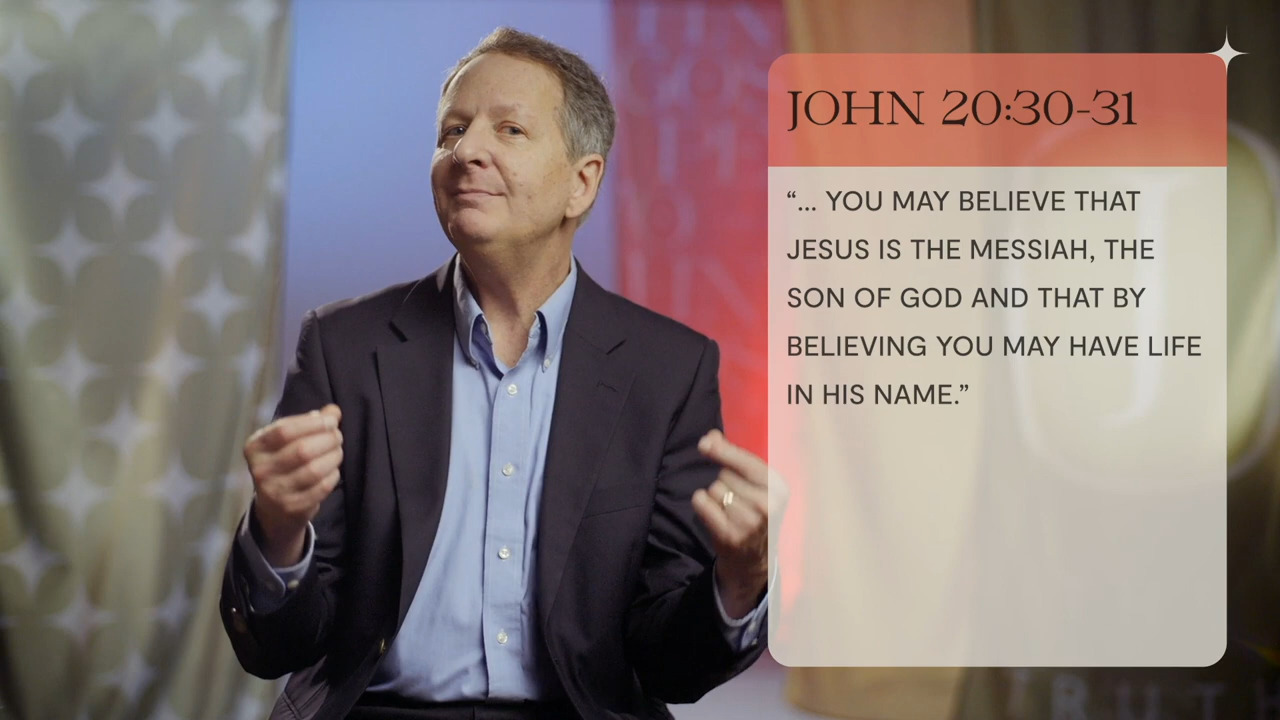 JOHN 20:30-31
“... YOU MAY BELIEVE THAT
JESUS IS THE MESSIAH, THE
SON OF GOD AND THAT BY
BELIEVING YOU MAY HAVE LIFE
IN HIS NAME.”
J
TRUTH